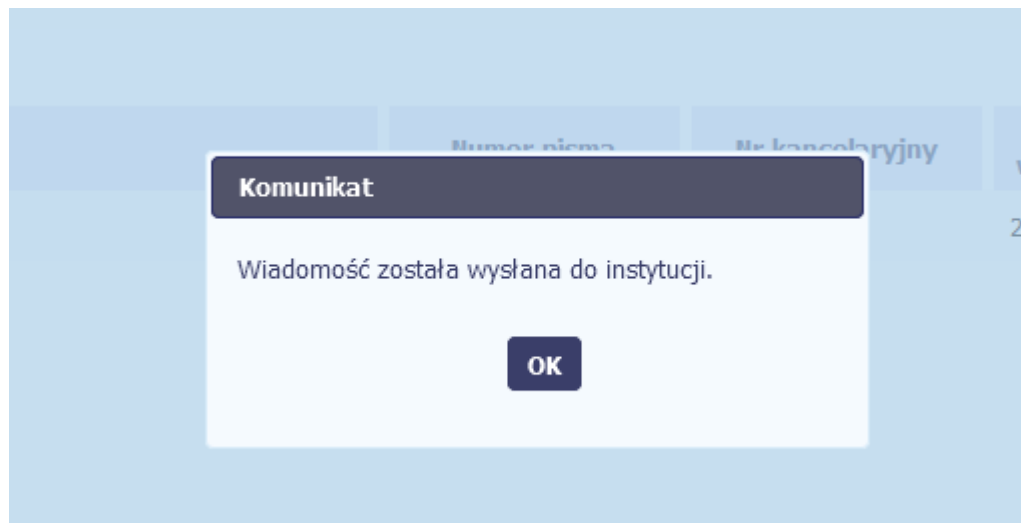 Numer pisma
Nr kancelaryjny
Komunikat
Wiadomość została wysłana do instytucji.
OK